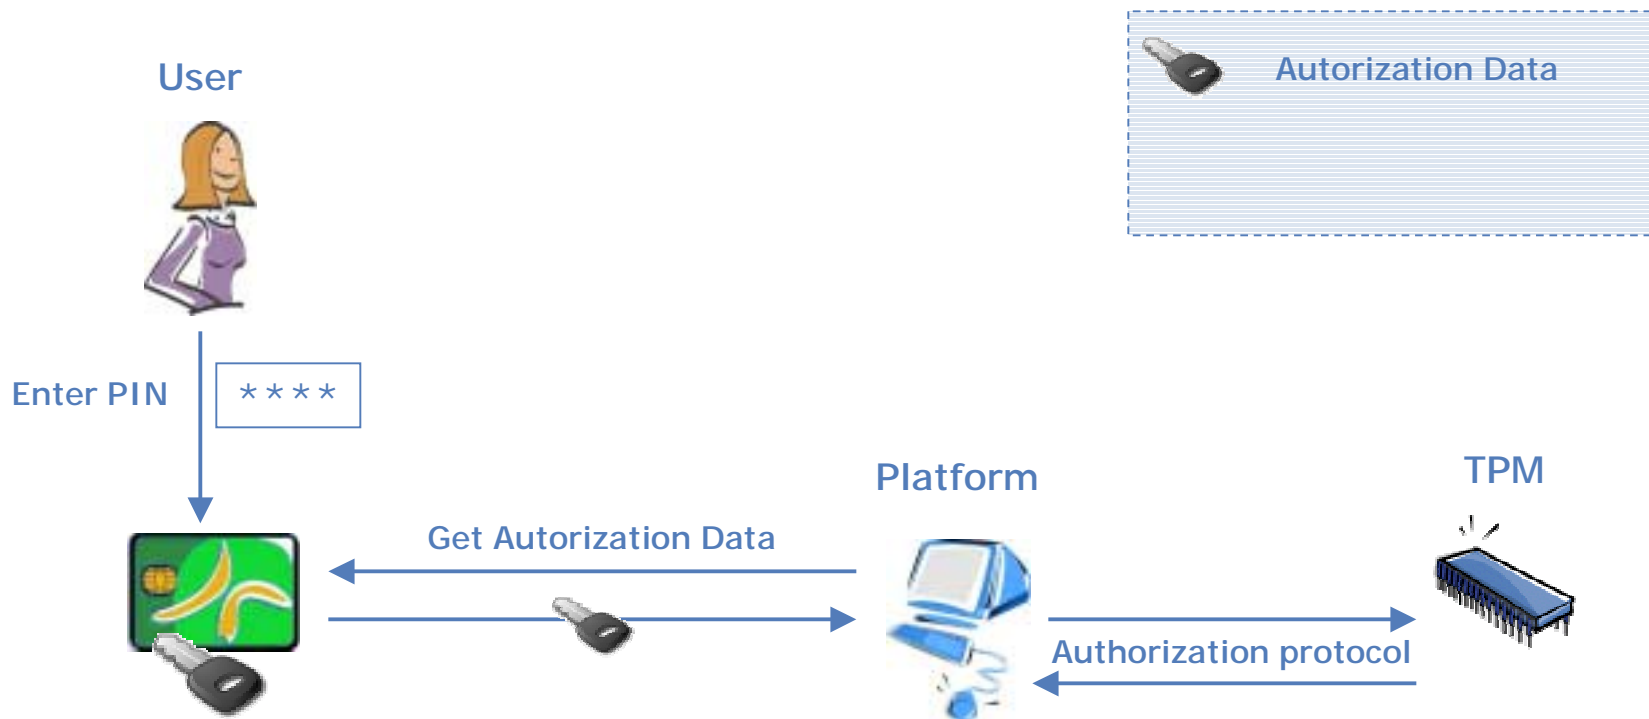 Autorization Data
User
Enter PIN
****
Platform
TPM
Get Autorization Data
Authorization protocol